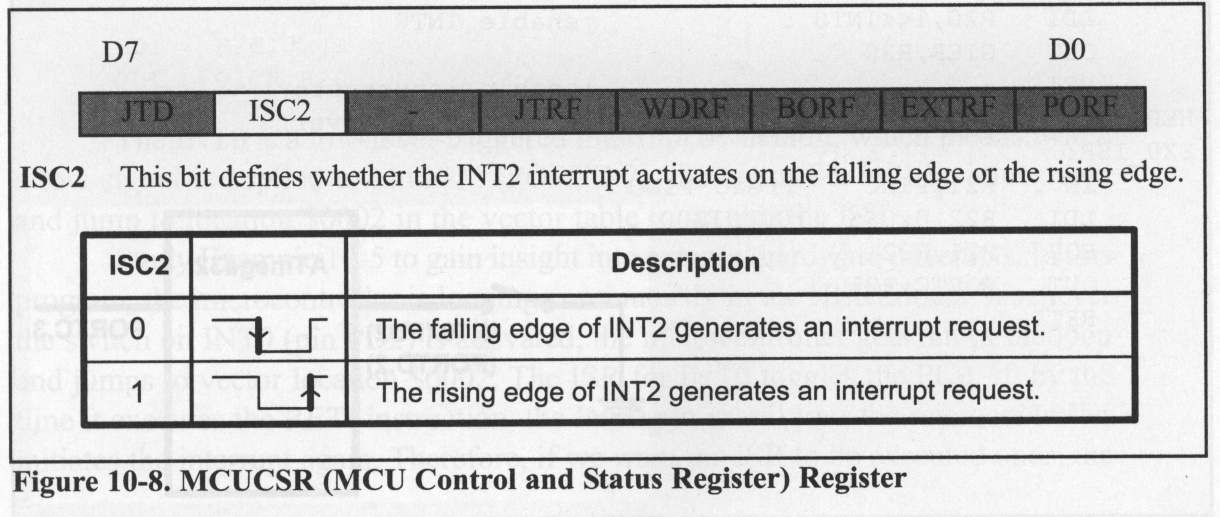 D7 D0
JTD ISC2 - JTRF WDRF BORF EXTRF PORF
ISC2 This bit defines whether the INT2 interrupt activates on the falling edge or the rising edge.
ISC2 Description
0 The falling edge of INT2 generates an interrupt request.
1 The rising edge of INT2 generates an interrupt request.
Figure 10-8. MCUCSR (MCU Control and Status Register) Register